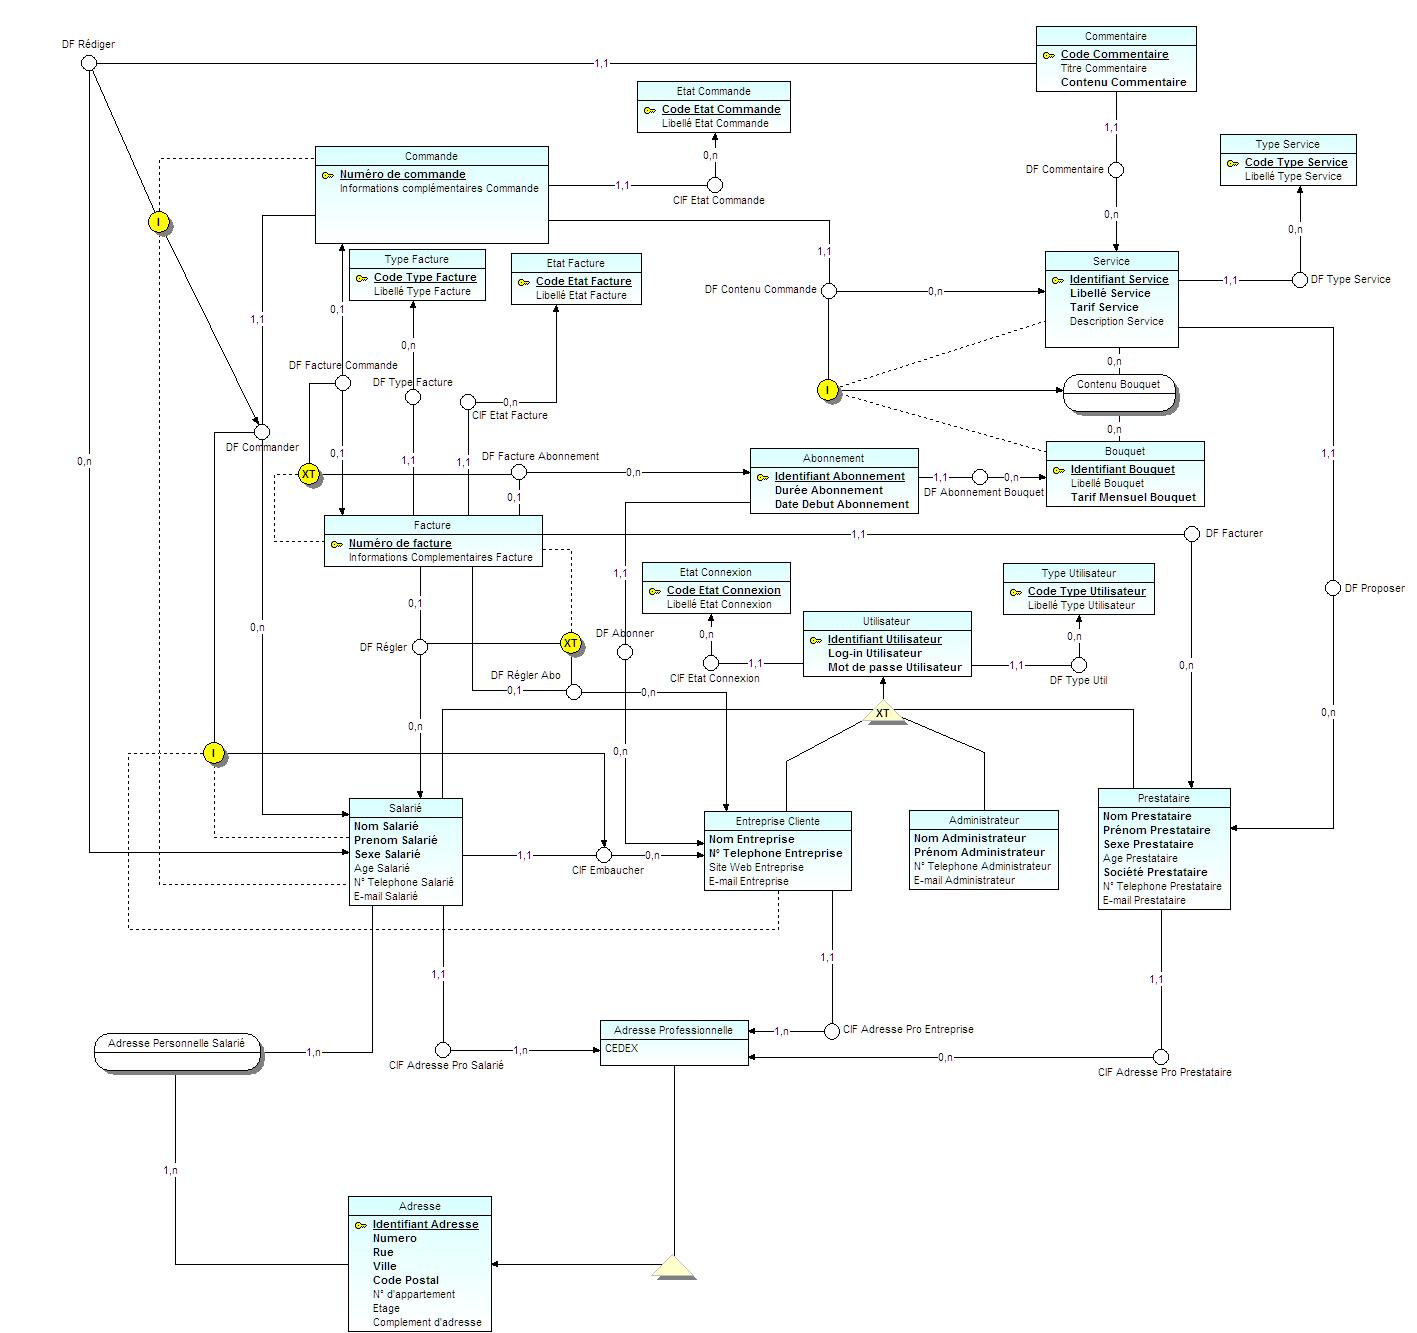 DF Rédiger
1,1
Commentaire
Code Commentaire
Titre Commentaire
Contenu Commentaire
Etat Commande
Code Etat Commande
Libellé Etat Commande
1,1
0,n
Commande
Numéro de commande
Informations complémentaires Commande
1,1
CIF Etat Commande
DF Commentaire
0,n
Type Service
Code Type Service
Libellé Type Service
0,n
I
Type Facture
Code Type Facture
Libellé Type Facture
Etat Facture
Code Etat Facture
Libellé Etat Facture
1,1
DF Contenu Commande
0,n
Service
Identifiant Service
Libellé Service
Tarif Service
Description Service
1,1
DF Type Service
1,1
0,1
0,n
DF Facture Commande
DF Type Facture
0,n
CIF Etat Facture
0,n
I
Contenu Bouquet
0,n
DF Commander
0,n
0,1
1,1
1,1
XT
DF Facture Abonnement
0,n
0,1
Abonnement
Identifiant Abonnement
Durée Abonnement
Date Debut Abonnement
1,1
0,n
DF Abonnement Bouquet
Bouquet
Identifiant Bouquet
Libellé Bouquet
Tarif Mensuel Bouquet
1,1
Facture
Numéro de facture
Informations Complementaires Facture
1,1
DF Facturer
1,1
Etat Connexion
Code Etat Connexion
Libellé Etat Connexion
Type Utilisateur
Code Type Utilisateur
Libellé Type Utilisateur
DF Proposer
0,1
0,n
DF Régler
XT
DF Abonner
0,n
Utilisateur
Identifiant Utilisateur
Log-in Utilisateur
Mot de passe Utilisateur
0,n
1,1
CIF Etat Connexion
1,1
DF Type Util
0,n
DF Régler Abo
0,1
0,n
0,n
XT
0,n
I
0,n
Salarié
Nom Salarié
Prenom Salarié
Sexe Salarié
Age Salarié
N° Telephone Salarié
E-mail Salarié
1,1
0,n
CIF Embaucher
Entreprise Cliente
Nom Entreprise
N° Telephone Entreprise
Site Web Entreprise
E-mail Entreprise
Administrateur
Nom Administrateur
Prénom Administrateur
N° Telephone Administrateur
E-mail Administrateur
Prestataire
Nom Prestataire
Prénom Prestataire
Sexe Prestataire
Age Prestataire
Société Prestataire
N° Telephone Prestataire
E-mail Prestataire
1,1
1,1
1,1
Adresse Personnelle Salarié
1,n
1,n
CIF Adresse Pro Salarié
Adresse Professionnelle
CEDEX
1,n
CIF Adresse Pro Entreprise
0,n
CIF Adresse Pro Prestataire
1,n
Adresse
Identifiant Adresse
Numero
Rue
Ville
Code Postal
N° d'appartement
Etage
Complement d'adresse